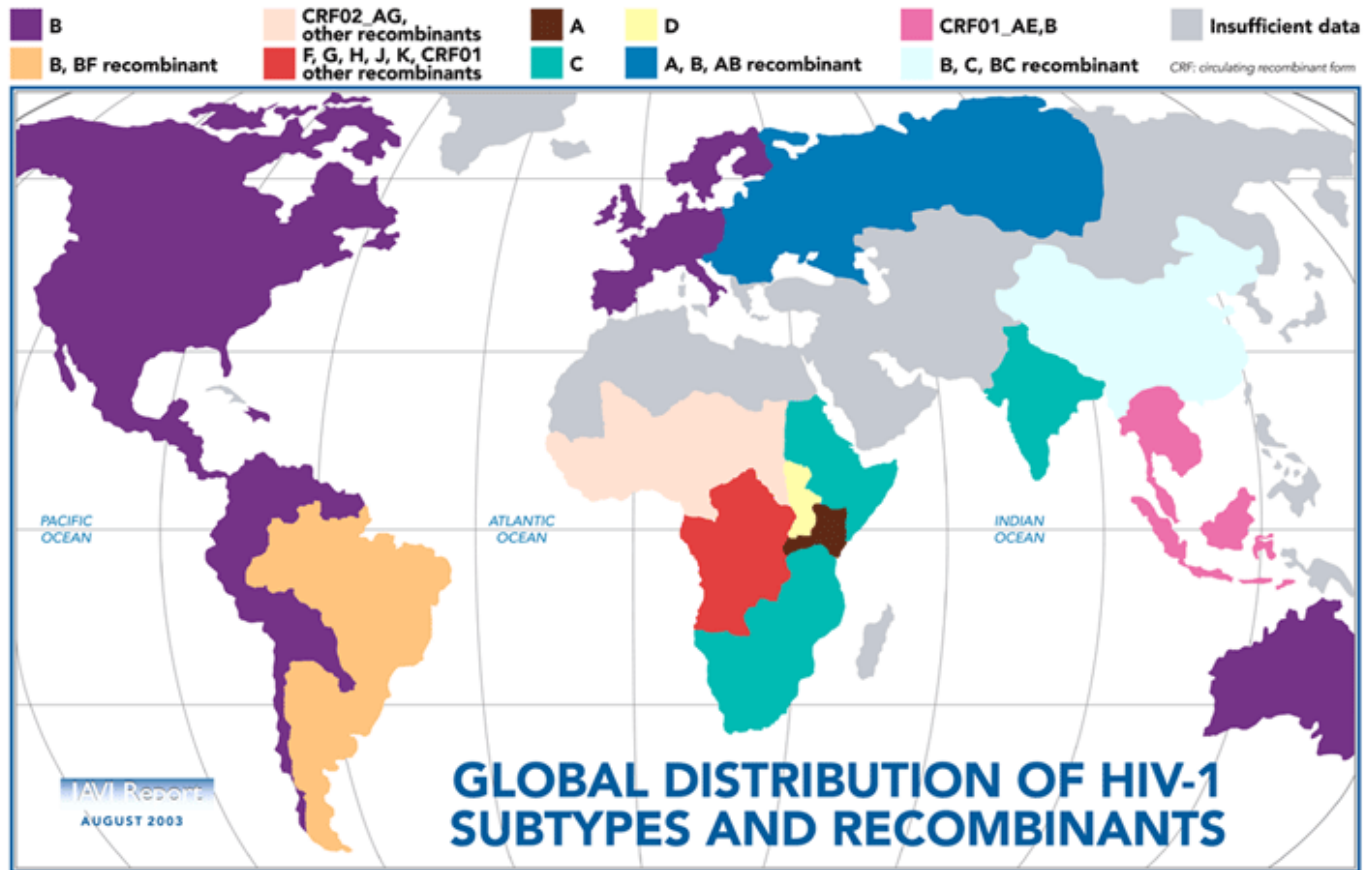 B
B, BF recombinant
CRF02_AG,
other recombinants
F, G, H, J, K, CRF01
other recombinants
A
C
D
A, B, AB recombinant
CRF01_AE,B
B, C, BC recombinant
Insufficient data
CRF: circulating recombinant form
PACIFIC
OCEAN
ATLANTIC
OCEAN
INDIAN
OCEAN
IAVI Report
AUGUST 2003
GLOBAL DISTRIBUTION OF HIV-1
SUBTYPES AND RECOMBINANTS